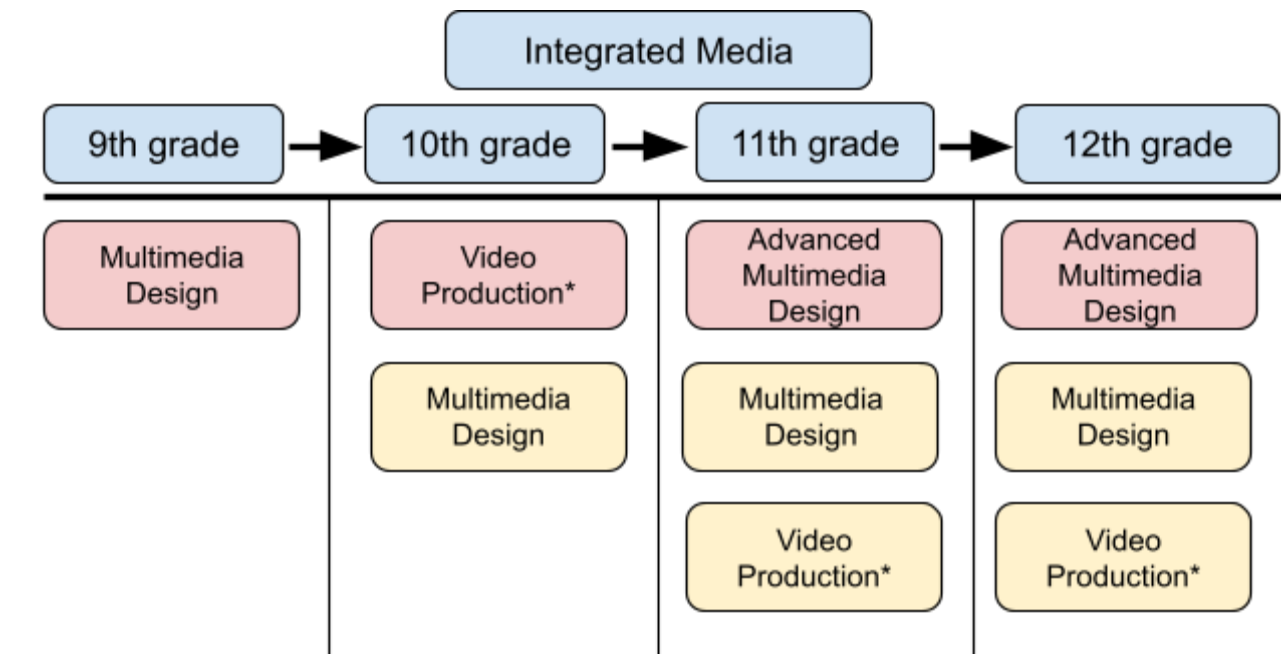 Integrated Media
9th grade
10th grade
11th grade
12th grade
Multimedia
Design
Video
Production*
Advanced
Multimedia
Design
Advanced
Multimedia
Design
Multimedia
Design
Multimedia
Design
Multimedia
Design
Video
Production*
Video
Production*